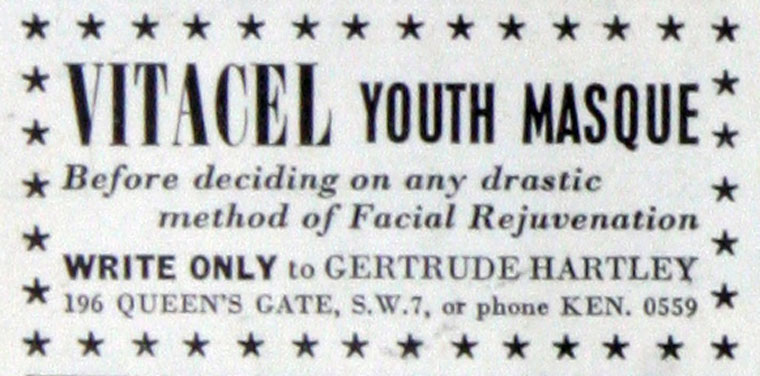 VITACEL YOUTH MASQUE
Before deciding on any drastic
method of Facial Rejuvenation
WRITE ONLY to GERTRUDE HARTLEY
196 QUEEN'S GATE, S.W.7, or phone KEN. 0559